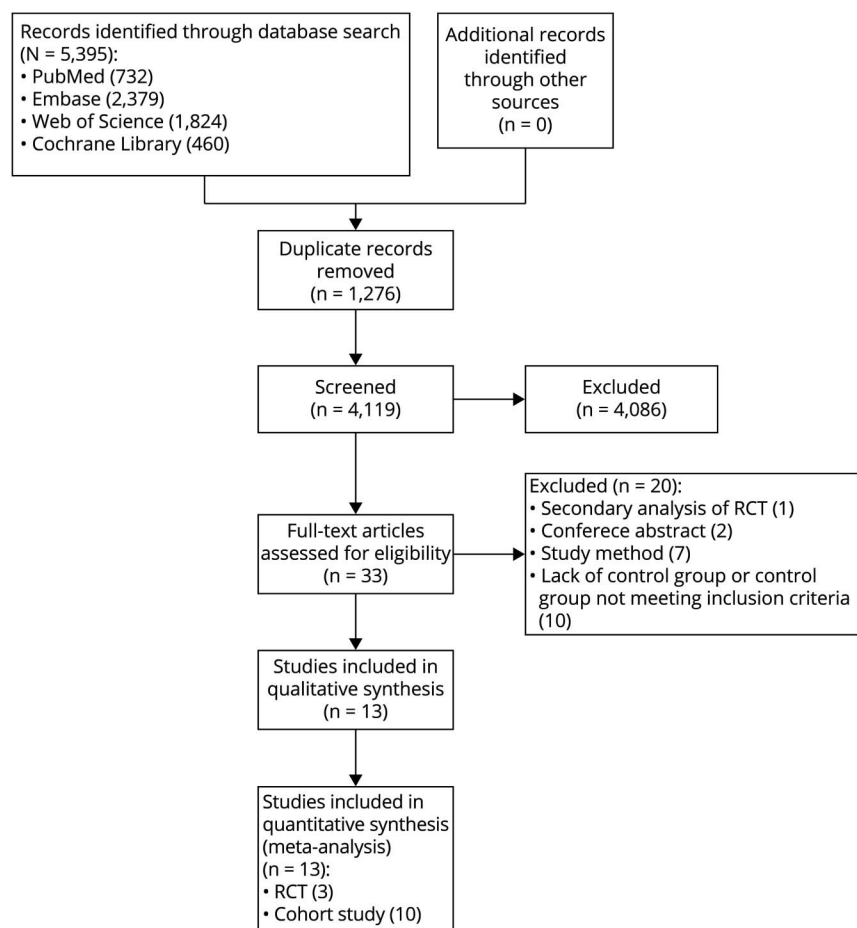 Records identified through database search
(N = 5,395):
• PubMed (732)
• Embase (2,379)
• Web of Science (1,824)
• Cochrane Library (460)
Additional records
identified
through other
sources
(n = 0)
Duplicate records
removed
(n = 1,276)
Screened
(n = 4,119)
Excluded
(n = 4,086)
Full-text articles
assessed for eligibility
(n = 33)
Excluded (n = 20):
• Secondary analysis of RCT (1)
• Conferece abstract (2)
• Study method (7)
• Lack of control group or control
group not meeting inclusion criteria
(10)
Studies included in
qualitative synthesis
(n = 13)
Studies included in
quantitative synthesis
(meta-analysis)
(n = 13):
• RCT (3)
• Cohort study (10)